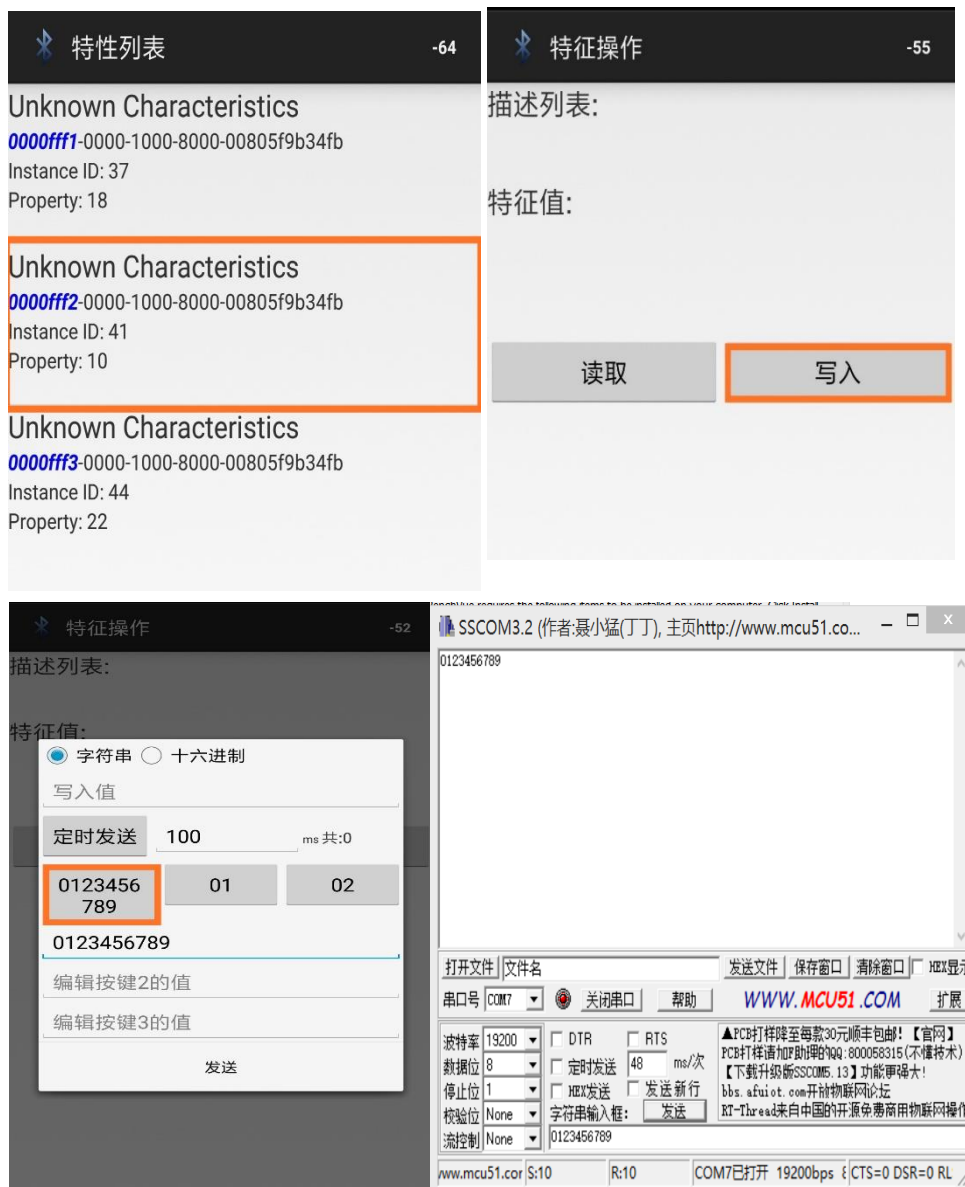 特性列表
-64
Unknown Characteristics
0000fff1-0000-1000-8000-00805f9b34fb
Instance ID: 37
Property: 18
Unknown Characteristics
0000fff2-0000-1000-8000-00805f9b34fb
Instance ID: 41
Property: 10
Unknown Characteristics
0000fff3-0000-1000-8000-00805f9b34fb
Instance ID: 44
Property: 22
特征操作
-55
描述列表:
特征值:
读取
写入
特征操作
-52
描述列表:
特征值:
字符串 十六进制
写入值
定时发送 100 ms 共:0
0123456
789
01
02
0123456789
编辑按键2的值
编辑按键3的值
发送
SSCOM3.2 (作者:聂小猛(丁丁), 主页http://www.mcu51.co...
0123456789
打开文件 文件名 发送文件 保存窗口 清除窗口 HEX显示
串口号 COM7 关闭串口 帮助 WWW.MCU51.COM 扩展
波特率 19200 DTR RTS
数据位 8 定时发送 48 ms/次
停止位 1 HEX发送 发送新行
校验位 None 字符串输入框: 发送
流控制 None 0123456789
▲PCB打样降至每款30元顺丰包邮!【官网】
PCB打样请加QQ:800058315(不懂技术)
【下载升级版SSCOM5.13】功能更强大!
bbs.afuiot.com开放物联网论坛
RT-Thread来自中国的开源免费商用物联网操作
www.mcu51.cor S:10 R:10 COM7已打开 19200bps 8 CTS=0 DSR=0 RL